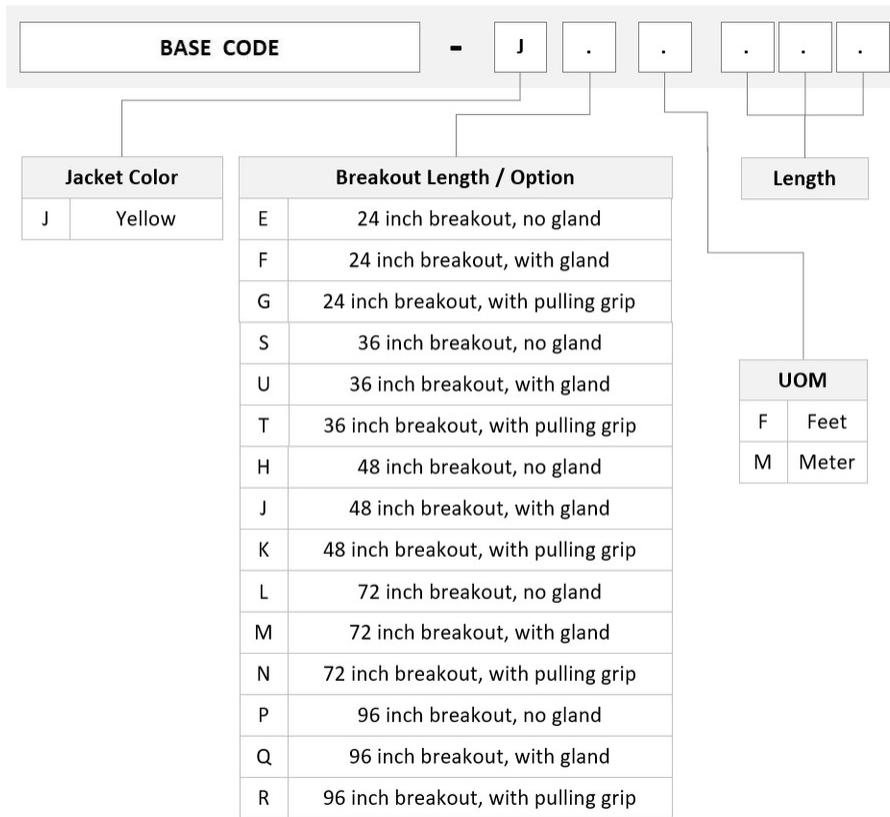 BASE CODE - J . . . . .
Jacket Color
J Yellow
Breakout Length / Option
E 24 inch breakout, no gland
F 24 inch breakout, with gland
G 24 inch breakout, with pulling grip
S 36 inch breakout, no gland
U 36 inch breakout, with gland
T 36 inch breakout, with pulling grip
H 48 inch breakout, no gland
J 48 inch breakout, with gland
K 48 inch breakout, with pulling grip
L 72 inch breakout, no gland
M 72 inch breakout, with gland
N 72 inch breakout, with pulling grip
P 96 inch breakout, no gland
Q 96 inch breakout, with gland
R 96 inch breakout, with pulling grip
Length
UOM
F Feet
M Meter